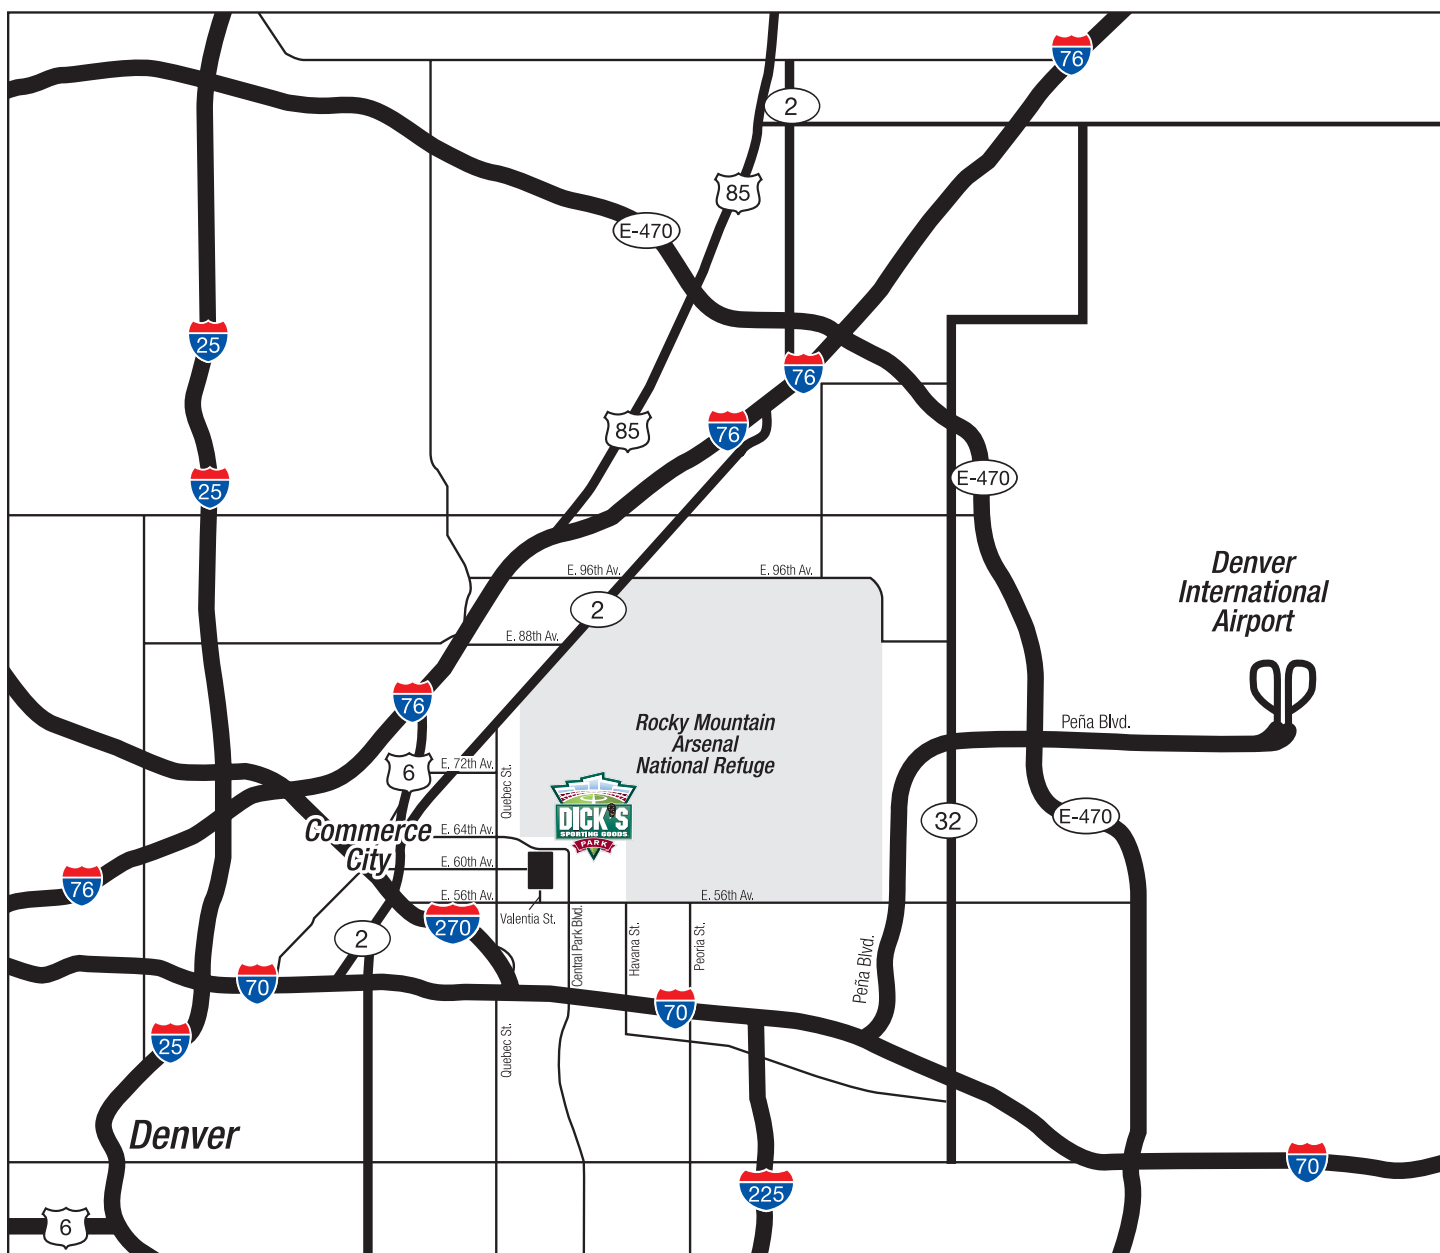 76
2
85
E-470
25
76
85
76
E-470
25
Denver
International
Airport
E. 96th Av.
E. 96th Av.
2
E. 88th Av.
76
Rocky Mountain
Arsenal
National Refuge
Peña Blvd.
6
E. 72th Av.
Quebec St.
DICK'S
SPORTING GOODS
PARK
32
E-470
Commerce
City
E. 64th Av.
E. 60th Av.
76
E. 56th Av.
E. 56th Av.
Valentia St.
270
2
Central Park Blvd.
Havana St.
Peoria St.
Peña Blvd.
70
70
25
Quebec St.
Denver
70
225
6